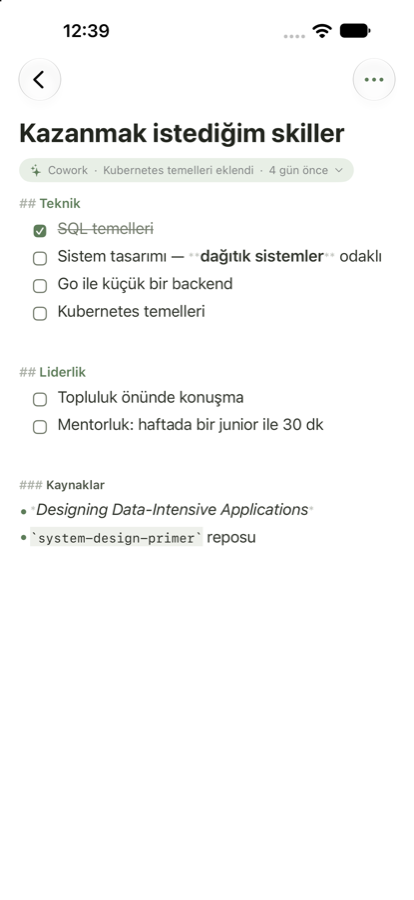 12:39
Kazanmak istediğim skiller
Cowork · Kubernetes temelleri eklendi · 4 gün önce
## Teknik
SQL temelleri
Sistem tasarımı — **dağıtık sistemler** odaklı
Go ile küçük bir backend
Kubernetes temelleri
## Liderlik
Topluluk önünde konuşma
Mentorluk: haftada bir junior ile 30 dk
### Kaynaklar
• *Designing Data-Intensive Applications*
• `system-design-primer` reposu